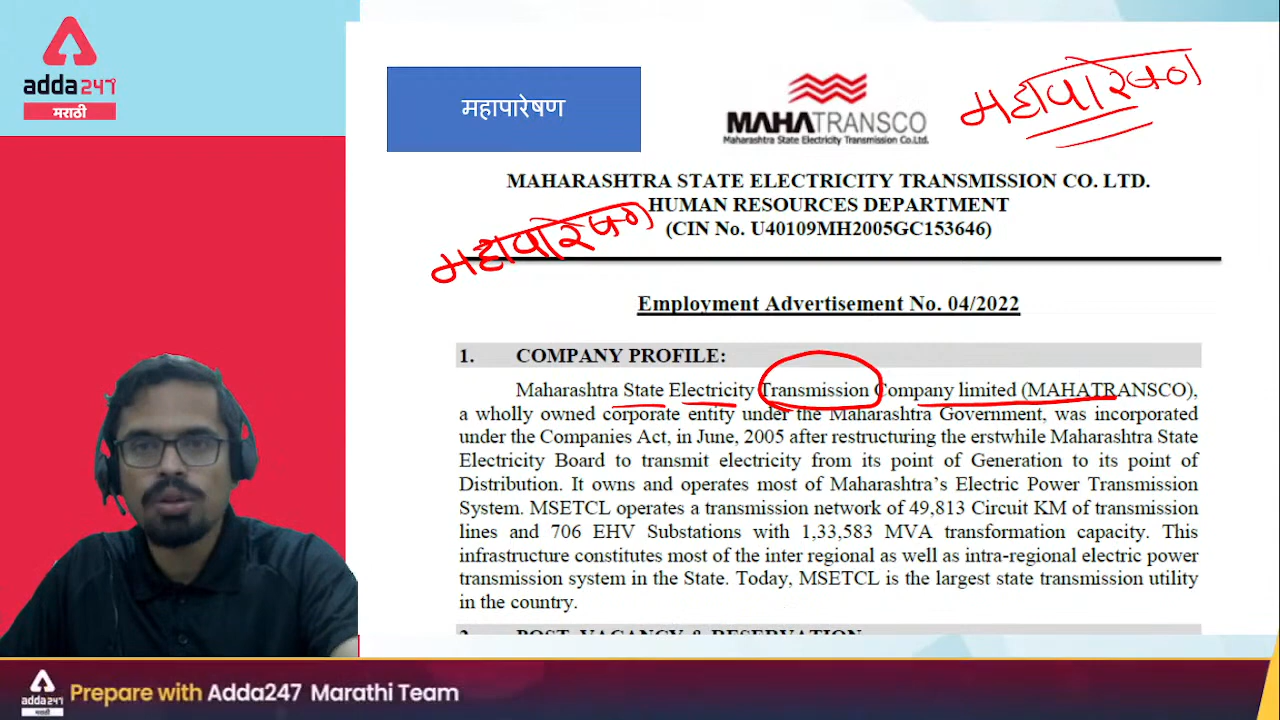 adda247
मराठी
महापारेषण
MAHATRANSCO
Maharashtra State Electricity Transmission Co.Ltd.
महापारेषण
MAHARASHTRA STATE ELECTRICITY TRANSMISSION CO. LTD.
HUMAN RESOURCES DEPARTMENT
(CIN No. U40109MH2005GC153646)
महापारेषण
Employment Advertisement No. 04/2022
1. COMPANY PROFILE:
Maharashtra State Electricity Transmission Company limited (MAHATRANSCO),
a wholly owned corporate entity under the Maharashtra Government, was incorporated
under the Companies Act, in June, 2005 after restructuring the erstwhile Maharashtra State
Electricity Board to transmit electricity from its point of Generation to its point of
Distribution. It owns and operates most of Maharashtra's Electric Power Transmission
System. MSETCL operates a transmission network of 49,813 Circuit KM of transmission
lines and 706 EHV Substations with 1,33,583 MVA transformation capacity. This
infrastructure constitutes most of the inter regional as well as intra-regional electric power
transmission system in the State. Today, MSETCL is the largest state transmission utility
in the country.
2. POST, VACANCY & RESERVATION
adda247
मराठी
Prepare with Adda247 Marathi Team